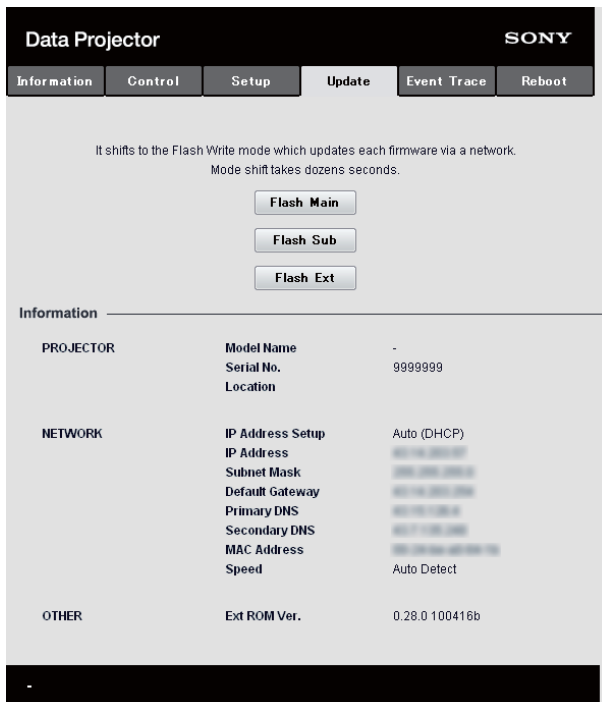 Data Projector SONY
Information Control Setup Update Event Trace Reboot
It shifts to the Flash Write mode which updates each firmware via a network.
Mode shift takes dozens seconds.
Flash Main
Flash Sub
Flash Ext
Information
PROJECTOR Model Name -
Serial No. 9999999
Location
NETWORK IP Address Setup Auto (DHCP)
IP Address
Subnet Mask
Default Gateway
Primary DNS
Secondary DNS
MAC Address
Speed Auto Detect
OTHER Ext ROM Ver. 0.28.0 100416b
-